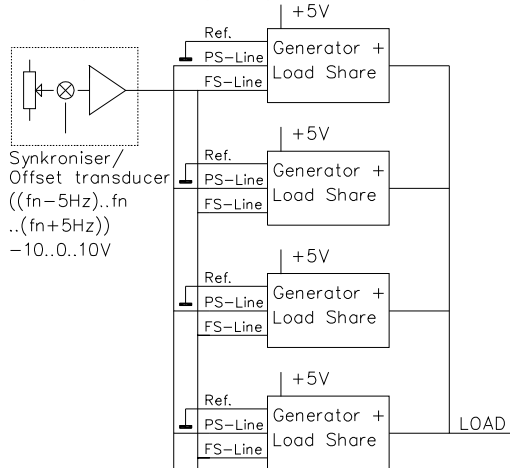 +5V
Ref.
PS-Line
FS-Line
Generator +
Load Share
Synkroniser/
Offset transducer
((fn-5Hz)..fn
..(fn+5Hz))
-10..0..10V
+5V
Ref.
PS-Line
FS-Line
Generator +
Load Share
+5V
Ref.
PS-Line
FS-Line
Generator +
Load Share
+5V
Ref.
PS-Line
FS-Line
Generator +
Load Share
LOAD